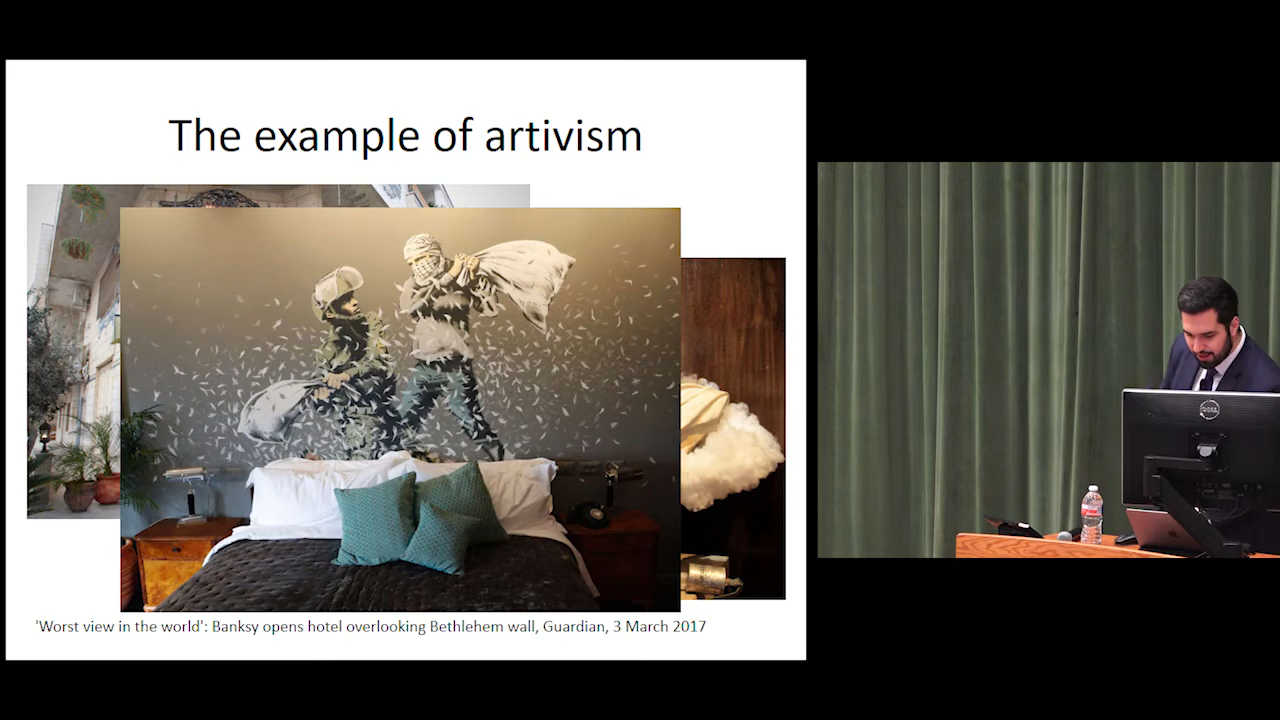 The example of artivism
'Worst view in the world': Banksy opens hotel overlooking Bethlehem wall, Guardian, 3 March 2017